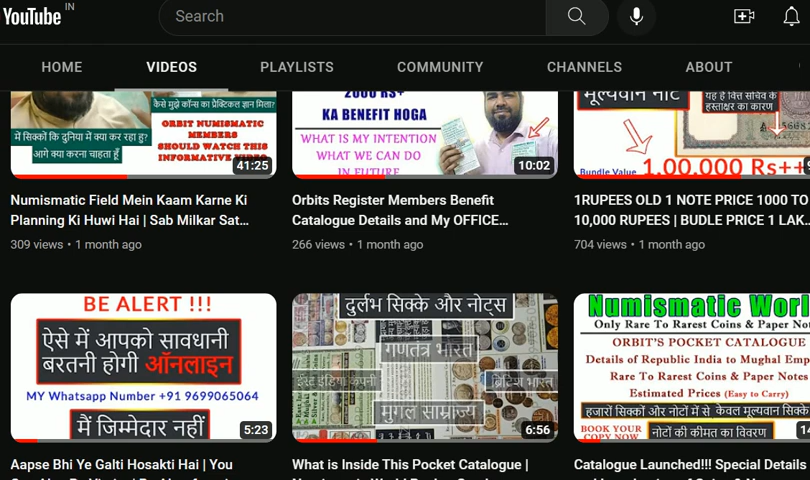 YouTube IN
Search
HOME VIDEOS PLAYLISTS COMMUNITY CHANNELS ABOUT
में सिक्कों कि दुनिया में क्या कर रहा हु?
आगे क्या करना चाहता हूँ
कैसे मुझे कॉन्स का प्रैक्टिकल ज्ञान मिला?
ORBIT NUMISMATIC
MEMBERS
SHOULD WATCH THIS
INFORMATIVE
41:25
2000 RS+
KA BENEFIT HOGA
WHAT IS MY INTENTION
WHAT WE CAN DO
IN FUTURE
10:02
मूल्यवान नोट
यह है वित्त सचिव के
हस्ताक्षर का कारण
Bundle Value 1,00,000 Rs++
Numismatic Field Mein Kaam Karne Ki
Planning Ki Huwi Hai | Sab Milkar Sat...
309 views • 1 month ago
Orbits Register Members Benefit
Catalogue Details and My OFFICE...
266 views • 1 month ago
1RUPEES OLD 1 NOTE PRICE 1000 TO
10,000 RUPEES | BUDLE PRICE 1 LAK..
704 views • 1 month ago
BE ALERT !!!
ऐसे में आपको सावधानी
बरतनी होगी ऑनलाइन
MY Whatsapp Number +91 9699065064
मैं जिम्मेदार नहीं
5:23
दुर्लभ सिक्के और नोट्स
गणतंत्र भारत
ईस्ट इंडिया कंपनी
ब्रिटिश भारत
मुगल साम्राज्य
6:56
Numismatic Worl
Only Rare To Rarest Coins & Paper No
ORBIT'S POCKET CATALOGUE
Details of Republic India to Mughal Emp
Rare To Rarest Coins & Paper Notes
Estimated Prices (Easy to Carry)
हजारों सिक्कों और नोटों में से केवल मूल्यवान सिक्के
BOOK YOUR
COPY NOW
नोटों की कीमत का विवरण
14
Aapse Bhi Ye Galti Hosakti Hai | You
What is Inside This Pocket Catalogue |
Catalogue Launched!!! Special Details